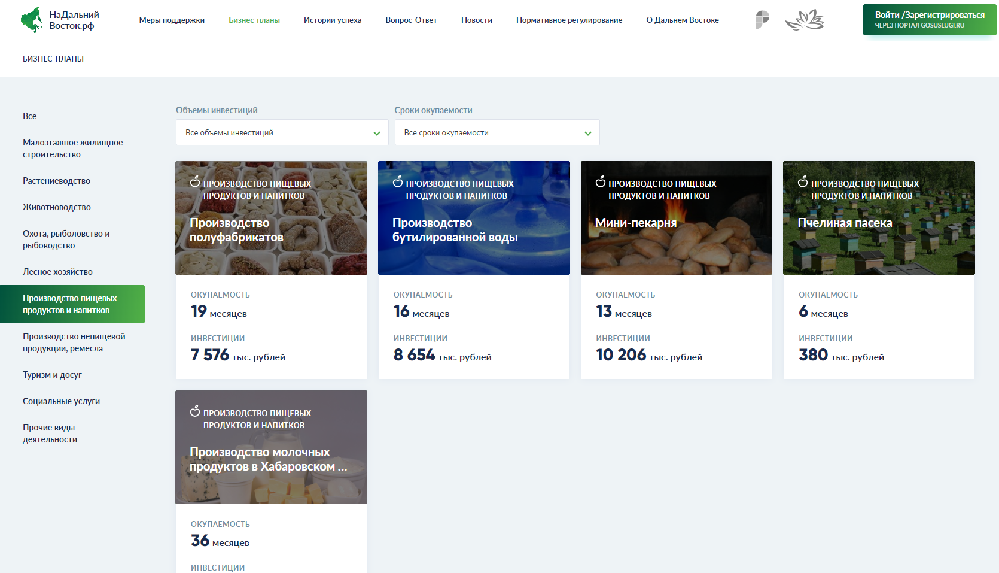 НаДальний
Восток.рф
Меры поддержки
Бизнес-планы
Истории успеха
Вопрос-Ответ
Новости
Нормативное регулирование
О Дальнем Востоке
Войти /Зарегистрироваться
ЧЕРЕЗ ПОРТАЛ GOSUSLUGI.RU
БИЗНЕС-ПЛАНЫ
Все
Малоэтажное жилищное
строительство
Растениеводство
Животноводство
Охота, рыболовство и
рыбоводство
Лесное хозяйство
Производство пищевых
продуктов и напитков
Производство непищевой
продукции, ремесла
Туризм и досуг
Социальные услуги
Прочие виды
деятельности
Объемы инвестиций
Все объемы инвестиций
Сроки окупаемости
Все сроки окупаемости
ПРОИЗВОДСТВО ПИЩЕВЫХ
ПРОДУКТОВ И НАПИТКОВ
Производство
полуфабрикатов
ОКУПАЕМОСТЬ
19 месяцев
ИНВЕСТИЦИИ
7 576 тыс. рублей
ПРОИЗВОДСТВО ПИЩЕВЫХ
ПРОДУКТОВ И НАПИТКОВ
Производство
бутилированной воды
ОКУПАЕМОСТЬ
16 месяцев
ИНВЕСТИЦИИ
8 654 тыс. рублей
ПРОИЗВОДСТВО ПИЩЕВЫХ
ПРОДУКТОВ И НАПИТКОВ
Мини-пекарня
ОКУПАЕМОСТЬ
13 месяцев
ИНВЕСТИЦИИ
10 206 тыс. рублей
ПРОИЗВОДСТВО ПИЩЕВЫХ
ПРОДУКТОВ И НАПИТКОВ
Пчелиная пасека
ОКУПАЕМОСТЬ
6 месяцев
ИНВЕСТИЦИИ
380 тыс. рублей
ПРОИЗВОДСТВО ПИЩЕВЫХ
ПРОДУКТОВ И НАПИТКОВ
Производство молочных
продуктов в Хабаровском ...
ОКУПАЕМОСТЬ
36 месяцев
ИНВЕСТИЦИИ